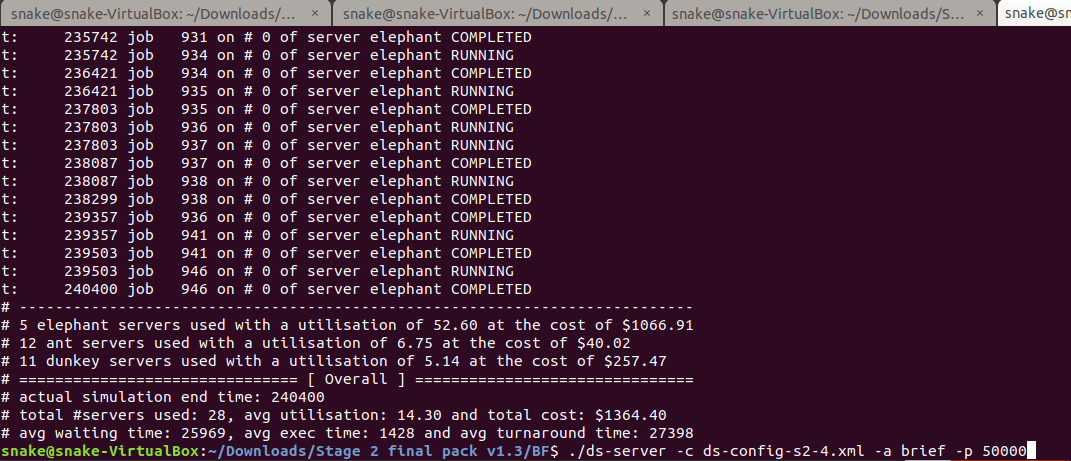 snake@snake-VirtualBox: ~/Downloads/... × snake@snake-VirtualBox: ~/Downloads/... × snake@snake-VirtualBox: ~/Downloads/S... × snake@sn
t: 235742 job 931 on # 0 of server elephant COMPLETED
t: 235742 job 934 on # 0 of server elephant RUNNING
t: 236421 job 934 on # 0 of server elephant COMPLETED
t: 236421 job 935 on # 0 of server elephant RUNNING
t: 237803 job 935 on # 0 of server elephant COMPLETED
t: 237803 job 936 on # 0 of server elephant RUNNING
t: 237803 job 937 on # 0 of server elephant RUNNING
t: 238087 job 937 on # 0 of server elephant COMPLETED
t: 238087 job 938 on # 0 of server elephant RUNNING
t: 238299 job 938 on # 0 of server elephant COMPLETED
t: 239357 job 936 on # 0 of server elephant COMPLETED
t: 239357 job 941 on # 0 of server elephant RUNNING
t: 239503 job 941 on # 0 of server elephant COMPLETED
t: 239503 job 946 on # 0 of server elephant RUNNING
t: 240400 job 946 on # 0 of server elephant COMPLETED
# ---------------------------------------------------------------------------
# 5 elephant servers used with a utilisation of 52.60 at the cost of $1066.91
# 12 ant servers used with a utilisation of 6.75 at the cost of $40.02
# 11 dunkey servers used with a utilisation of 5.14 at the cost of $257.47
# =============================== [ Overall ] ===============================
# actual simulation end time: 240400
# total #servers used: 28, avg utilisation: 14.30 and total cost: $1364.40
# avg waiting time: 25969, avg exec time: 1428 and avg turnaround time: 27398
snake@snake-VirtualBox:~/Downloads/Stage 2 final pack v1.3/BF$ ./ds-server -c ds-config-s2-4.xml -a brief -p 50000